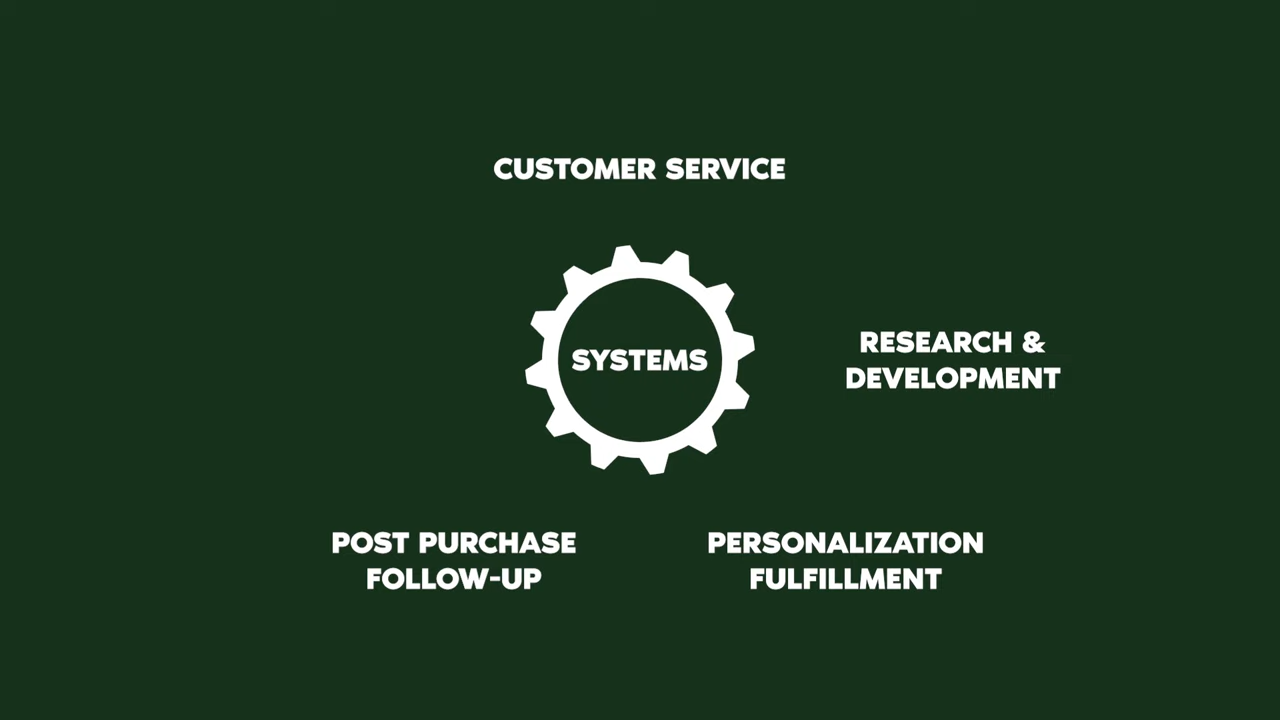 CUSTOMER SERVICE
SYSTEMS
RESEARCH &
DEVELOPMENT
POST PURCHASE
FOLLOW-UP
PERSONALIZATION
FULFILLMENT